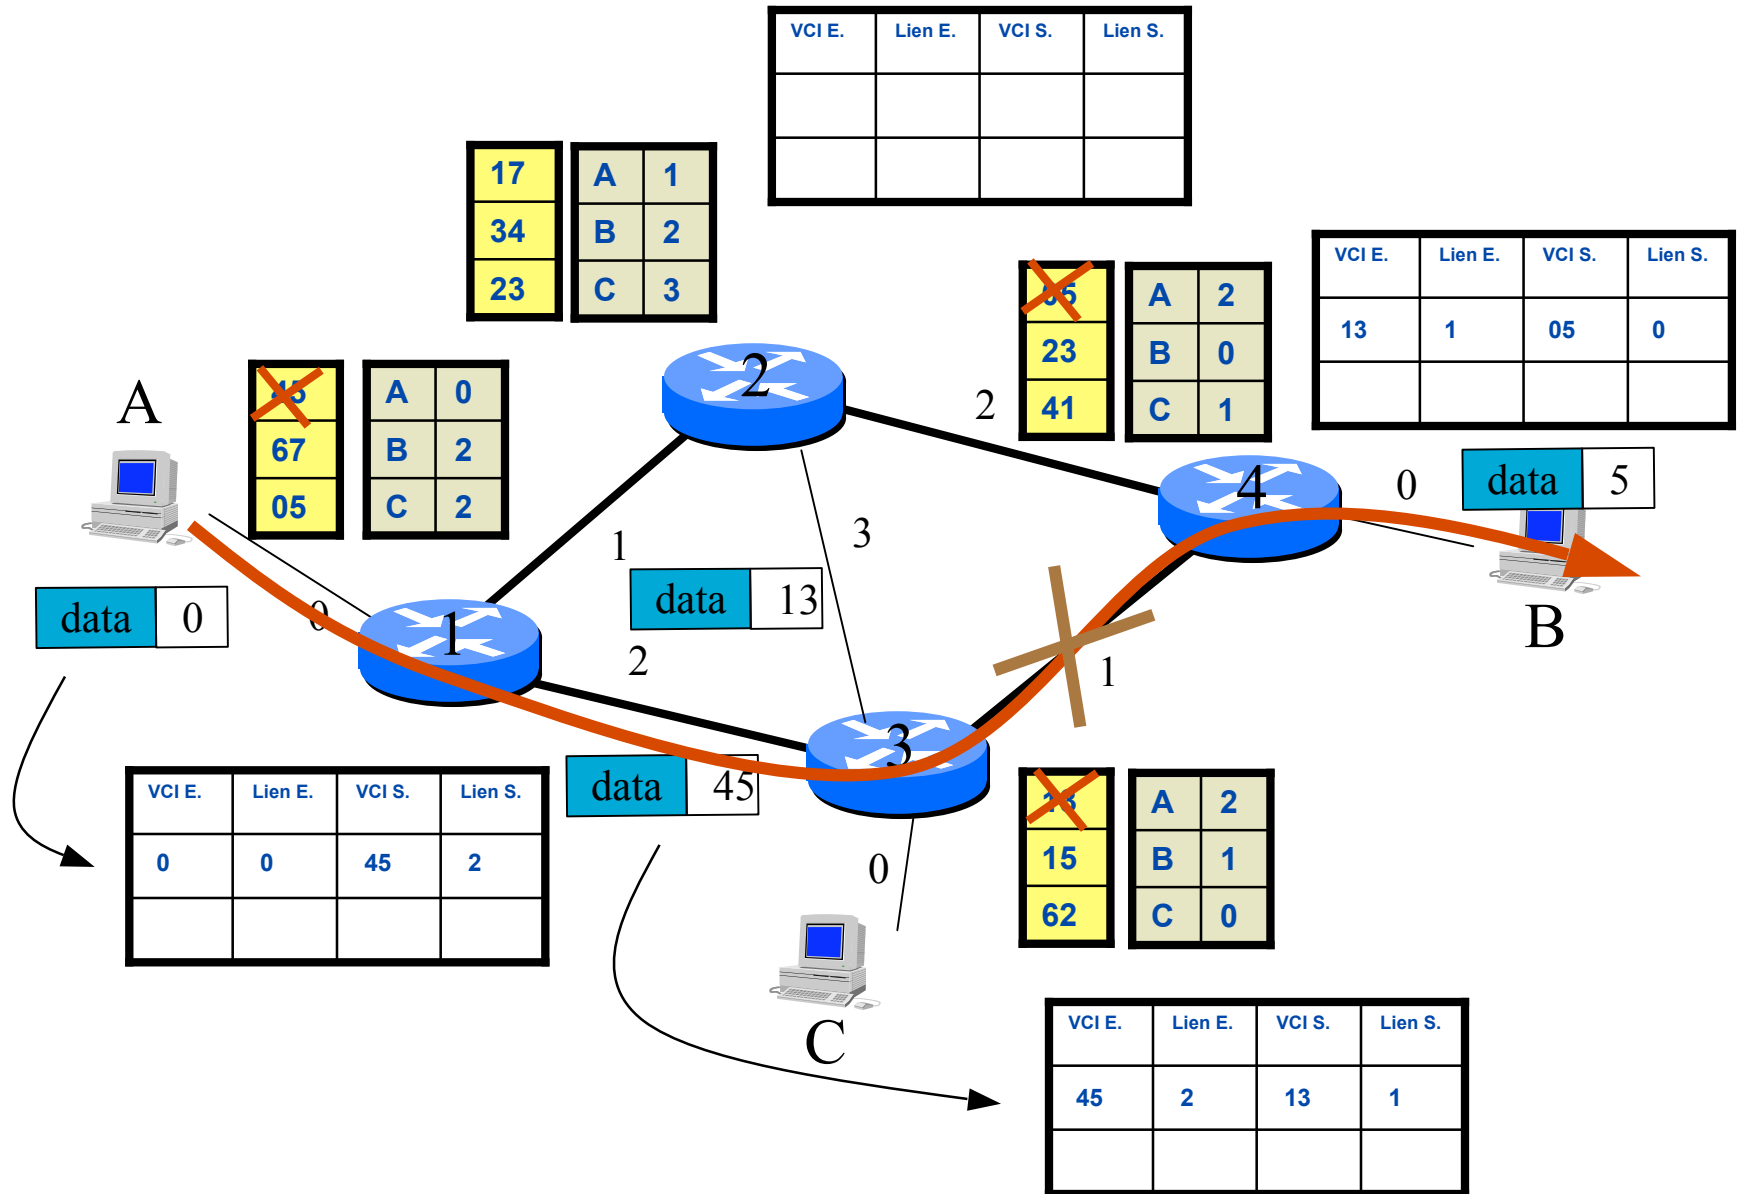 VCI E. Lien E. VCI S. Lien S.
17 A 1
34 B 2
23 C 3
VCI E. Lien E. VCI S. Lien S.
13 1 05 0
05 A 2
23 B 0
41 C 1
A
45 A 0
67 B 2
05 C 2
2
2
4
0
data 5
B
1
3
data 13
data 0
0
1
2
1
3
data 45
0
VCI E. Lien E. VCI S. Lien S.
0 0 45 2
13 A 2
15 B 1
62 C 0
C
VCI E. Lien E. VCI S. Lien S.
45 2 13 1